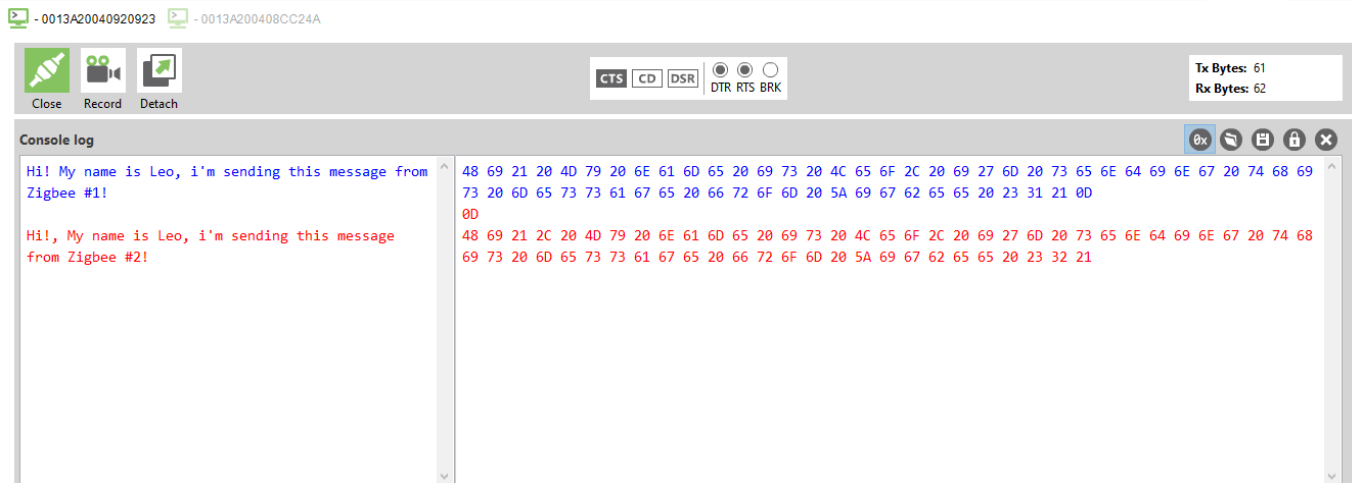 - 0013A20040920923 - 0013A200408CC24A
Close Record Detach
CTS CD DSR DTR RTS BRK
Tx Bytes: 61
Rx Bytes: 62
Console log
0x
Hi! My name is Leo, i'm sending this message from
Zigbee #1!
Hi!, My name is Leo, i'm sending this message
from Zigbee #2!
48 69 21 20 4D 79 20 6E 61 6D 65 20 69 73 20 4C 65 6F 2C 20 69 27 6D 20 73 65 6E 64 69 6E 67 20 74 68 69
73 20 6D 65 73 73 61 67 65 20 66 72 6F 6D 20 5A 69 67 62 65 65 20 23 31 21 0D
0D
48 69 21 2C 20 4D 79 20 6E 61 6D 65 20 69 73 20 4C 65 6F 2C 20 69 27 6D 20 73 65 6E 64 69 6E 67 20 74 68
69 73 20 6D 65 73 73 61 67 65 20 66 72 6F 6D 20 5A 69 67 62 65 65 20 23 32 21